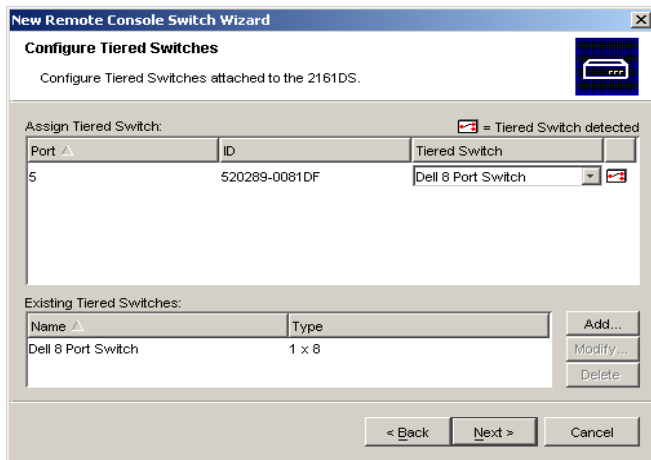 New Remote Console Switch Wizard
Configure Tiered Switches
Configure Tiered Switches attached to the 2161DS.
Assign Tiered Switch: = Tiered Switch detected
Port ID Tiered Switch
5 520289-0081DF Dell 8 Port Switch
Existing Tiered Switches:
Name Type Add...
Dell 8 Port Switch 1 x 8 Modify...
Delete
< Back Next > Cancel